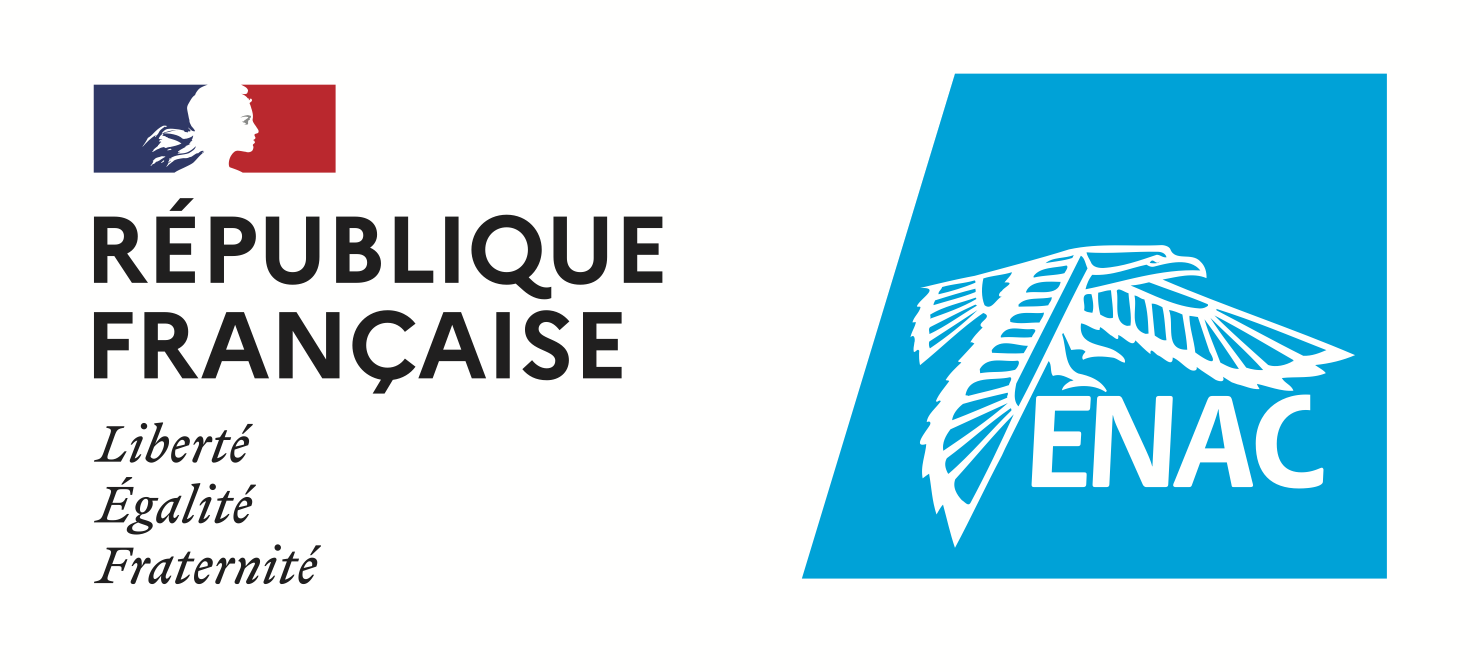 RÉPUBLIQUE
FRANÇAISE
Liberté
Égalité
Fraternité
ENAC